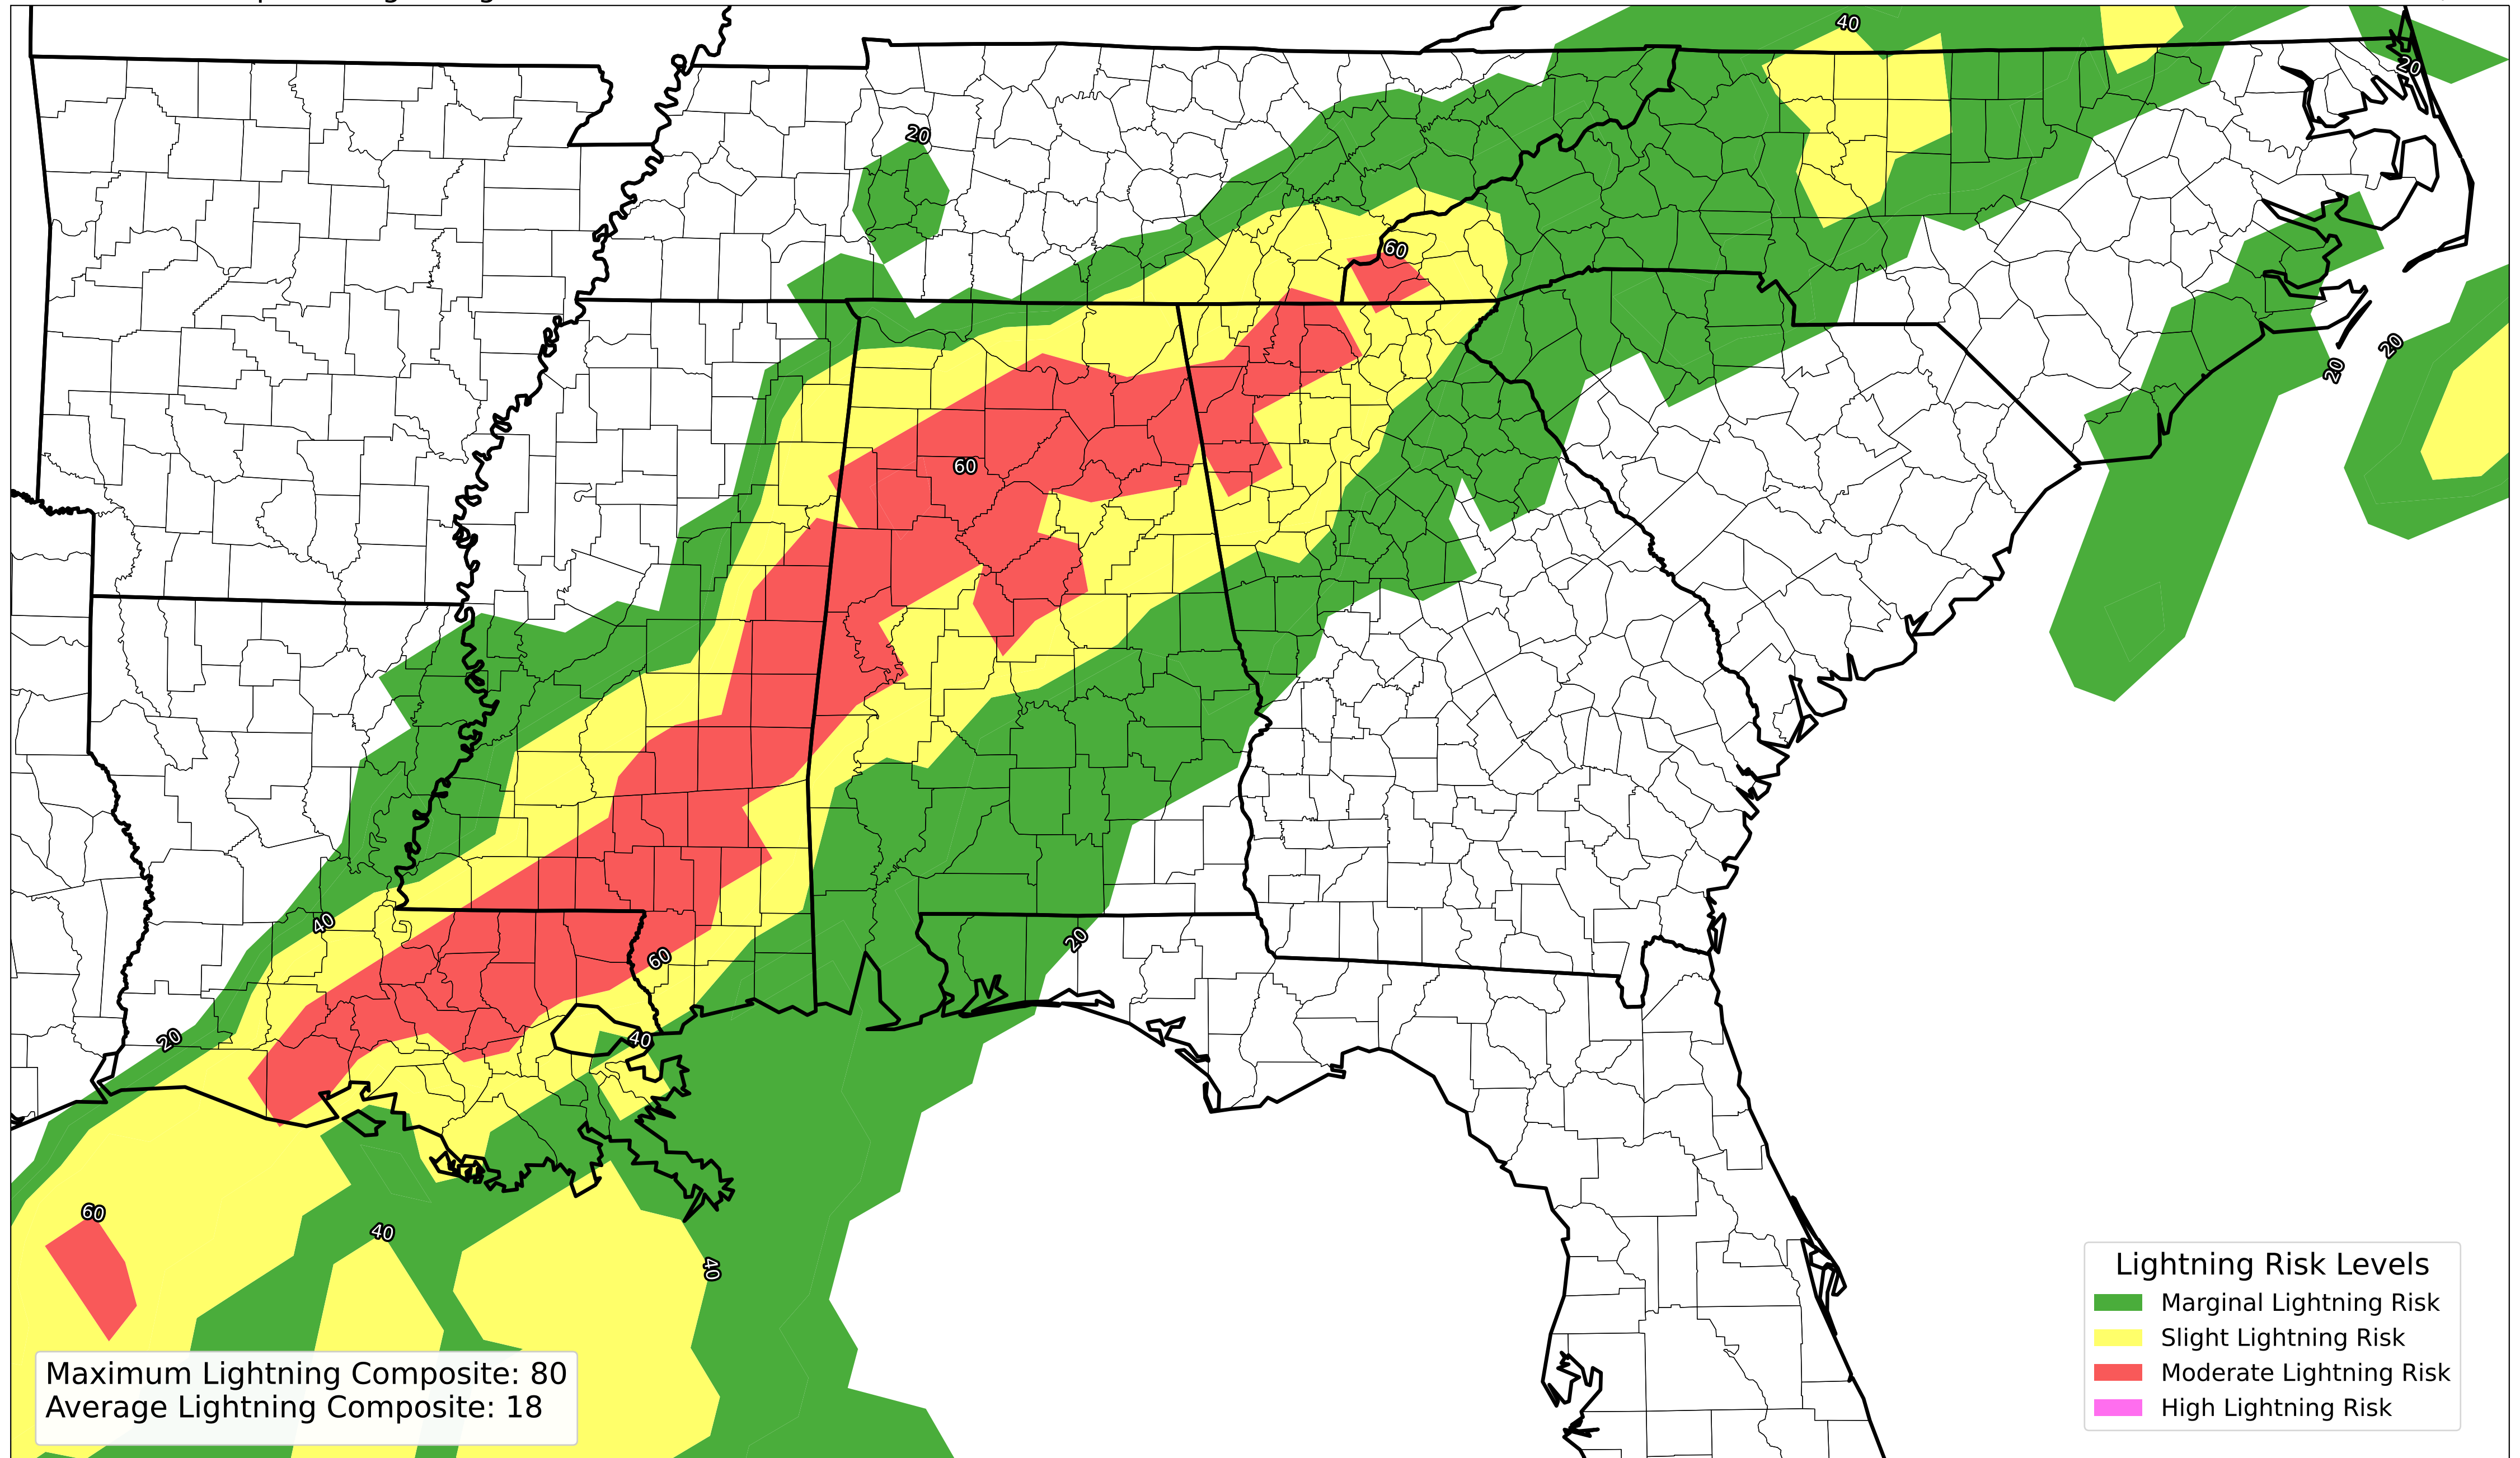 40
20
20
60
20
20
60
40
60
20
20
40
60
40
40
Lightning Risk Levels
Marginal Lightning Risk
Slight Lightning Risk
Moderate Lightning Risk
High Lightning Risk
Maximum Lightning Composite: 80
Average Lightning Composite: 18